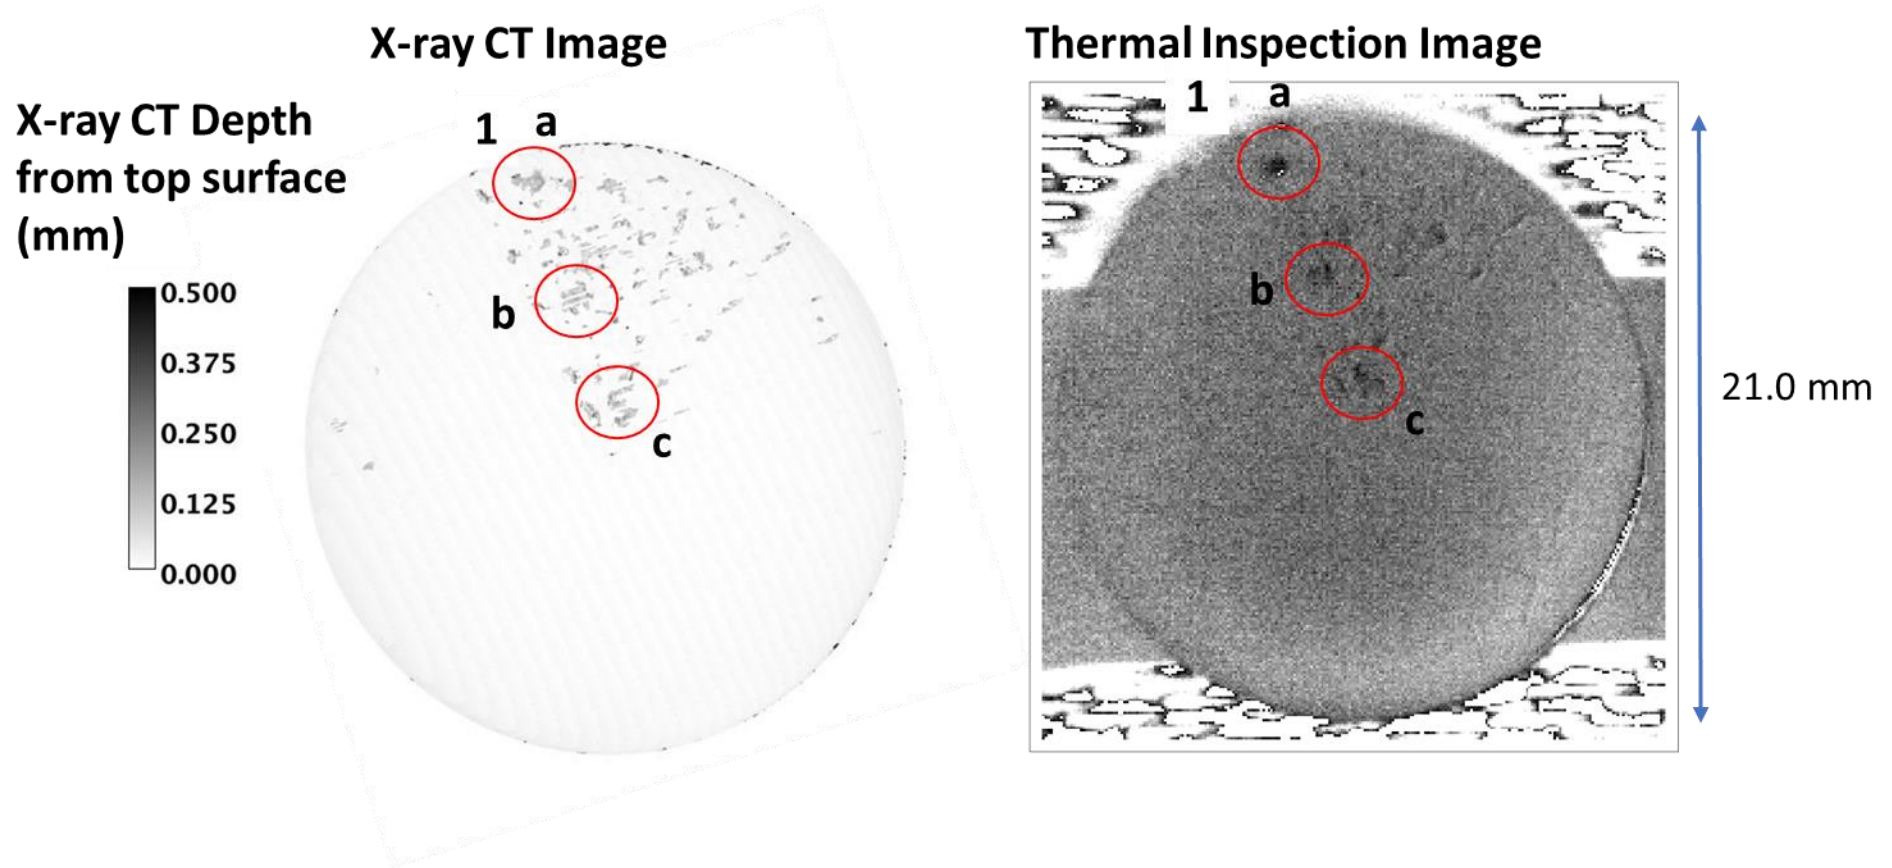 X-ray CT Image
Thermal Inspection Image
X-ray CT Depth
from top surface
(mm)
0.500
0.375
0.250
0.125
0.000
1 a
b
c
1 a
b
c
21.0 mm